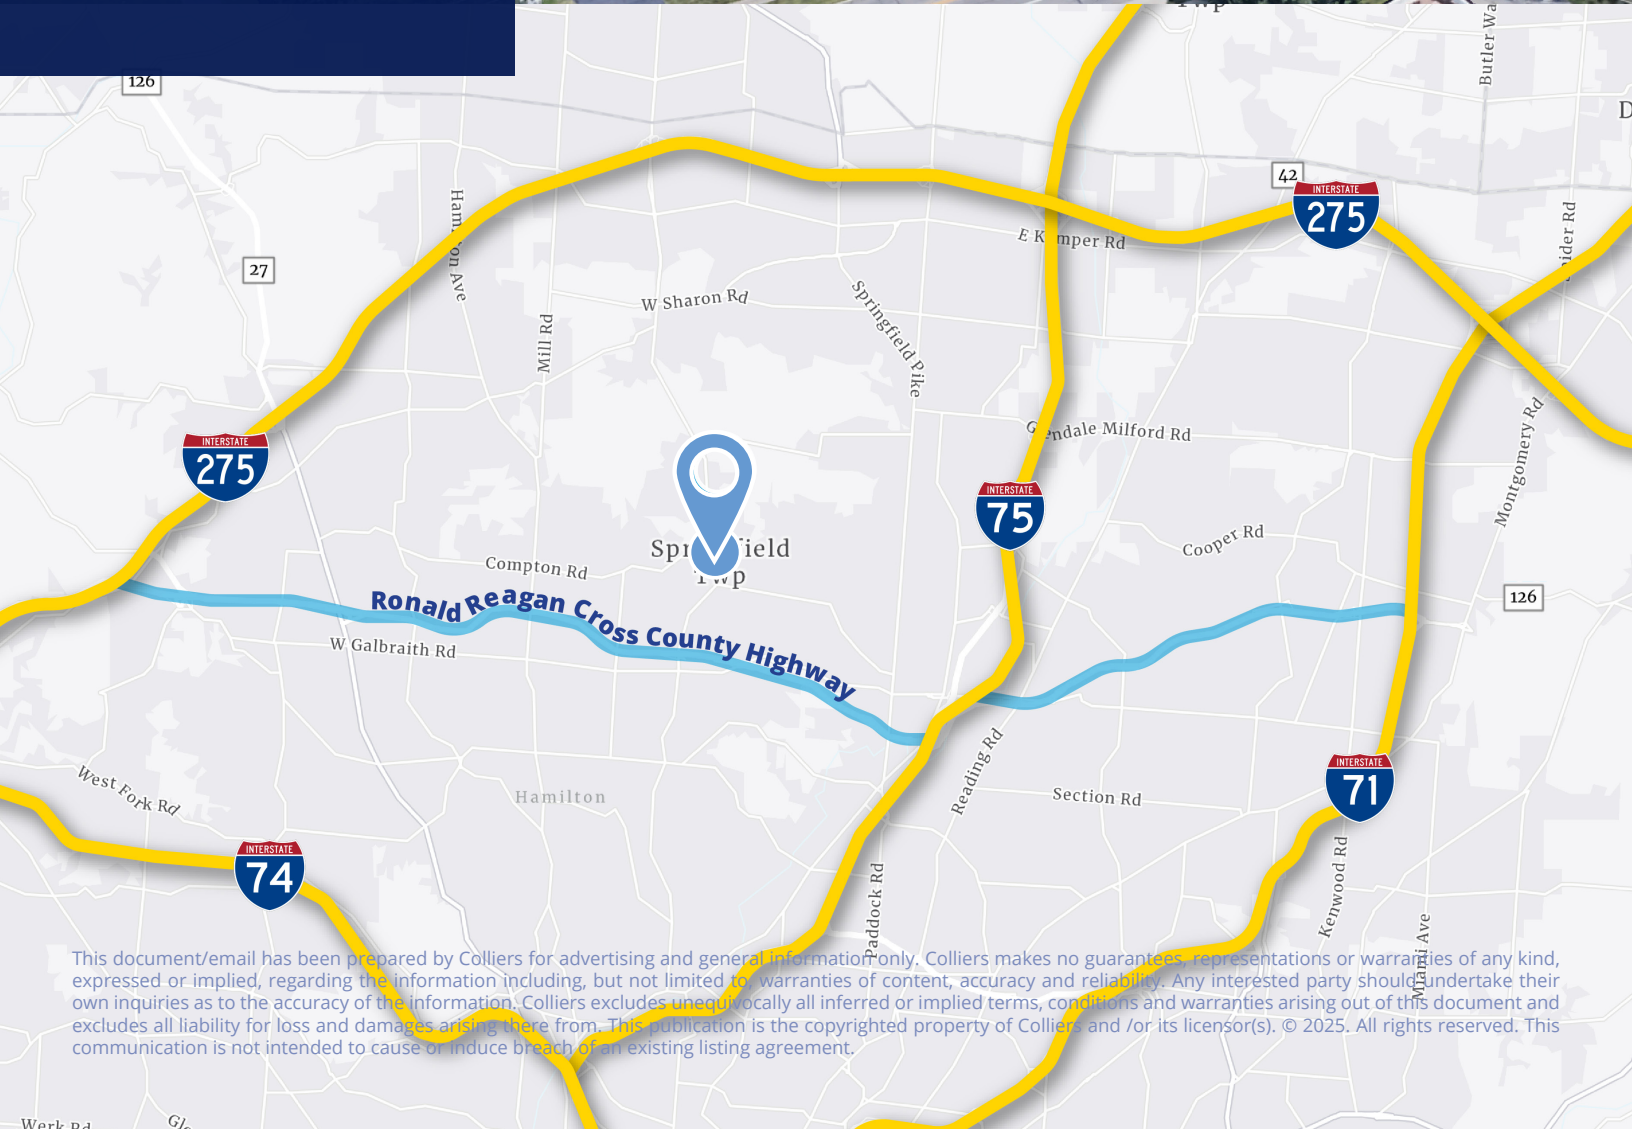 Twp
Butler Wa
126
D
42
INTERSTATE
275
Hamilton Ave
27
E Kemper Rd
Snider Rd
W Sharon Rd
Springfield Pike
Mill Rd
Glendale Milford Rd
Montgomery Rd
INTERSTATE
275
INTERSTATE
75
Cooper Rd
Springfield
Twp
Compton Rd
Ronald Reagan Cross County Highway
126
W Galbraith Rd
Reading Rd
West Fork Rd
Hamilton
Section Rd
INTERSTATE
71
INTERSTATE
74
Kenwood Rd
Paddock Rd
Miami Ave
This document/email has been prepared by Colliers for advertising and general information only. Colliers makes no guarantees, representations or warranties of any kind,
expressed or implied, regarding the information including, but not limited to, warranties of content, accuracy and reliability. Any interested party should undertake their
own inquiries as to the accuracy of the information. Colliers excludes unequivocally all inferred or implied terms, conditions and warranties arising out of this document and
excludes all liability for loss and damages arising there from. This publication is the copyrighted property of Colliers and /or its licensor(s). © 2025. All rights reserved. This
communication is not intended to cause or induce breach of an existing listing agreement.
Werk Rd